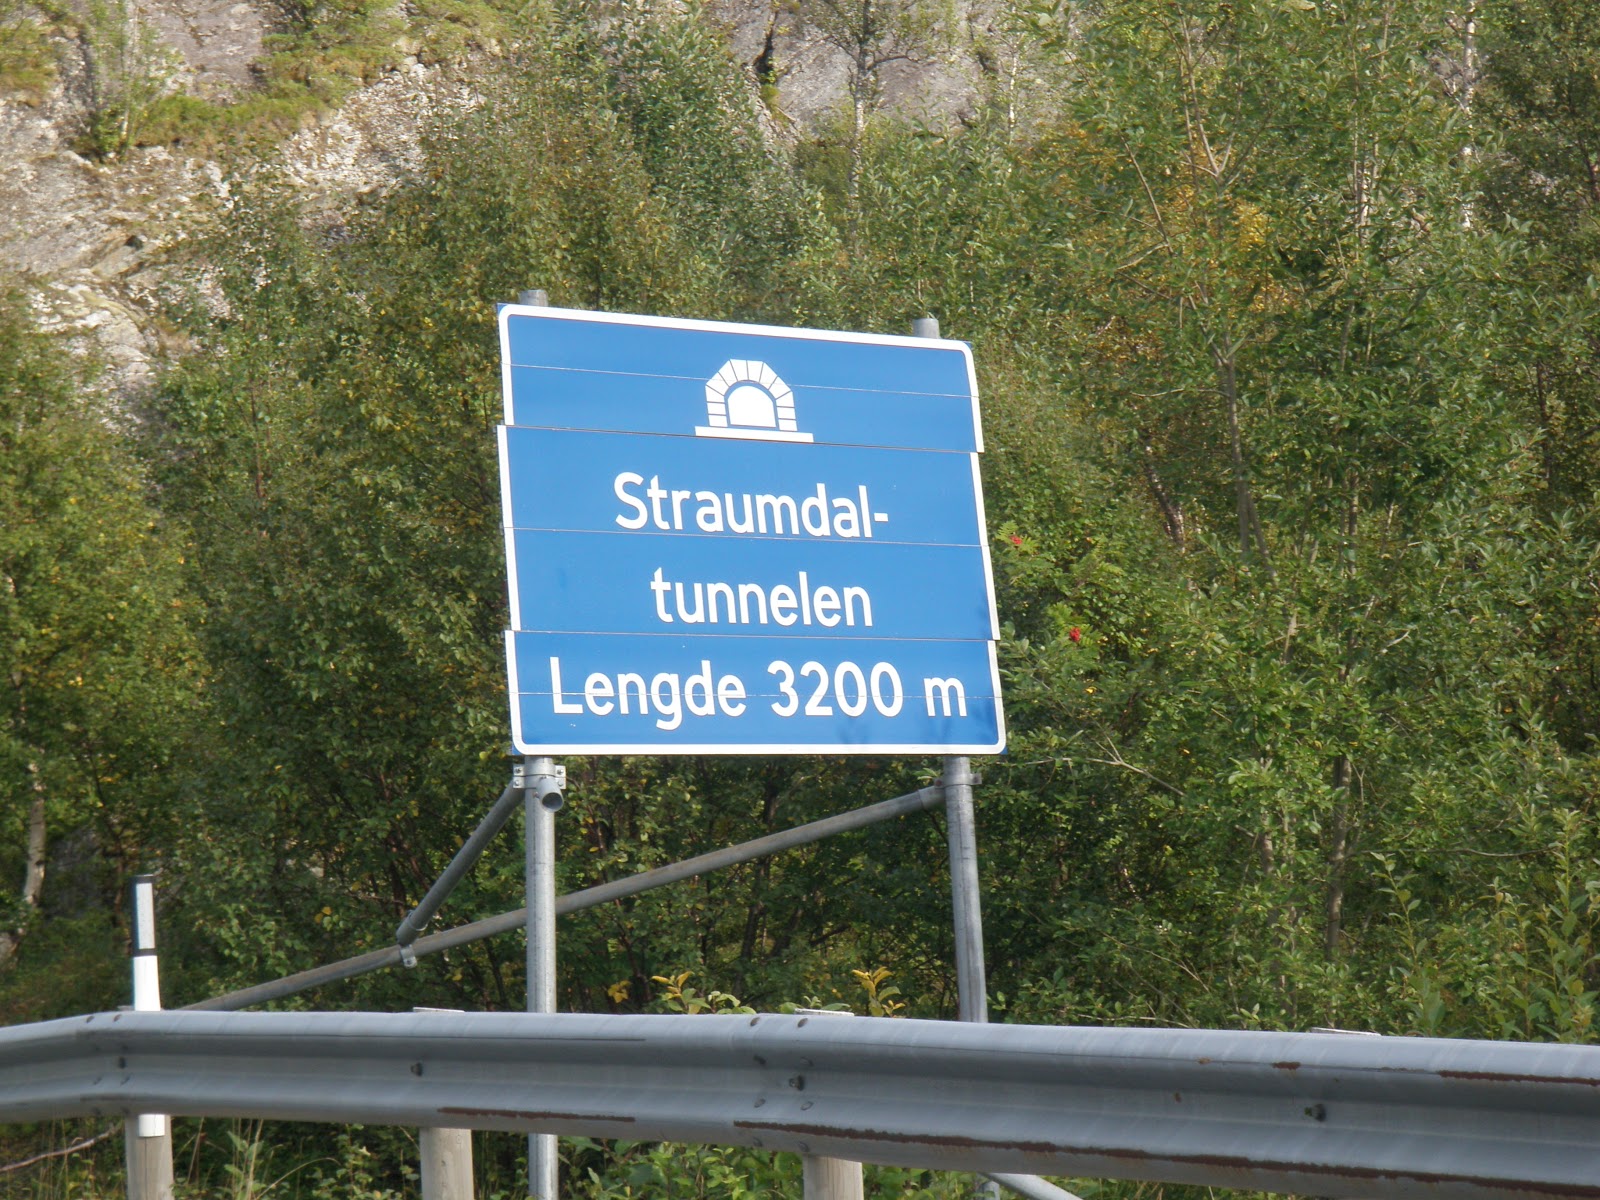 Straumdal-
tunnelen
Lengde 3200 m